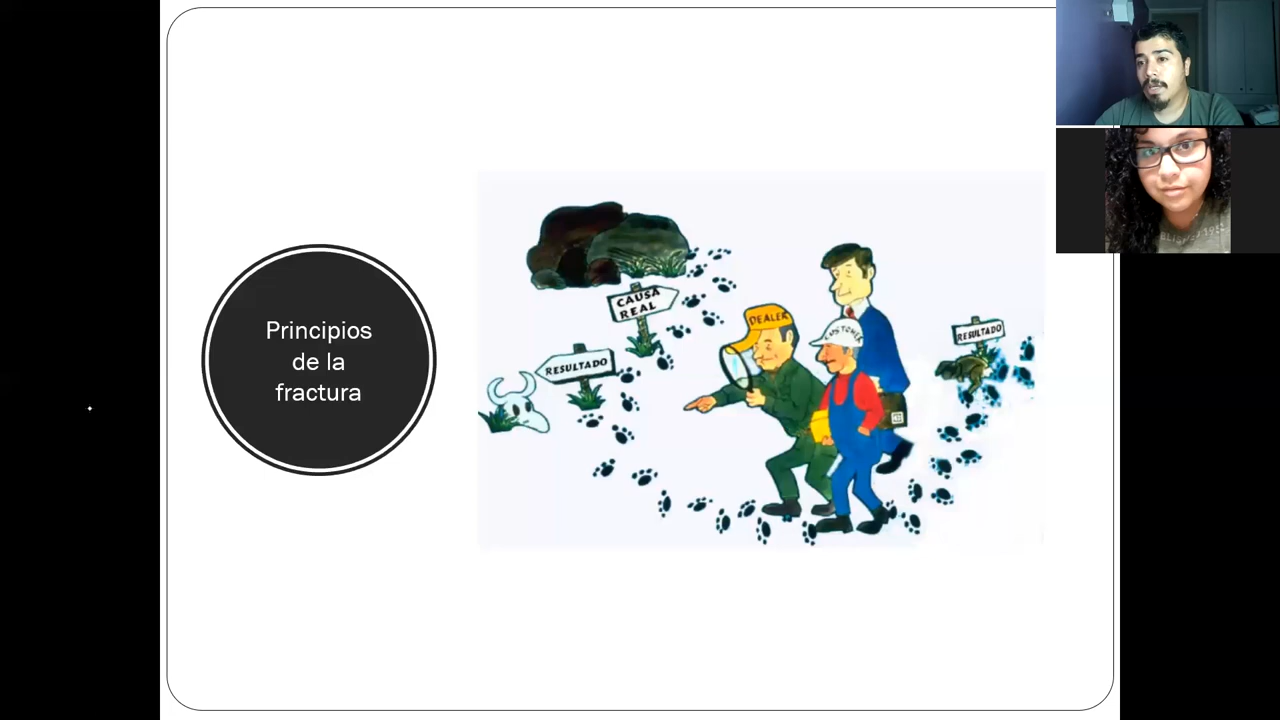 Principios
de la
fractura
CAUSA
REAL
RESULTADO
DEALER
RESULTADO